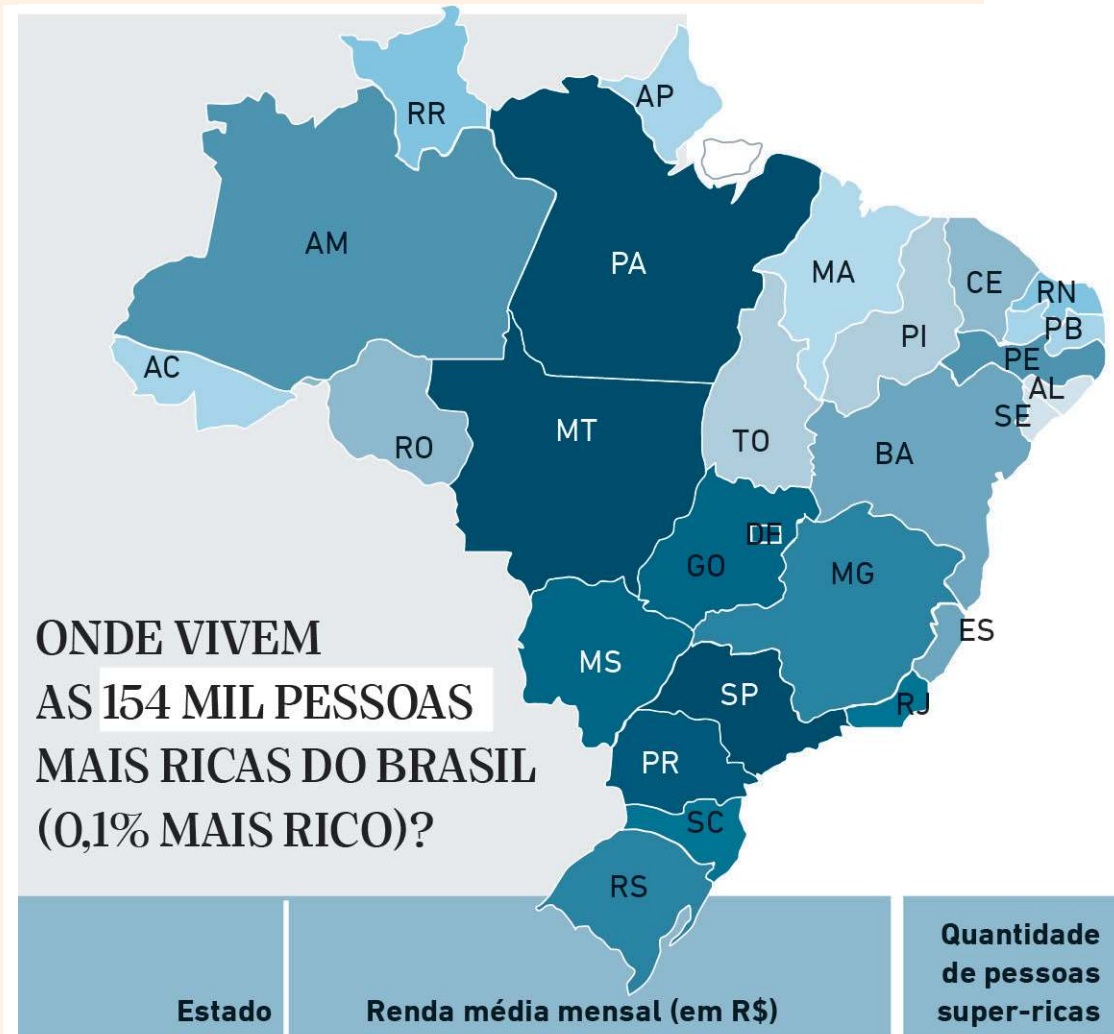 RR
AP
AM
PA
MA
CE
RN
PB
PI
PE
AC
AL
SE
RO
MT
TO
BA
DF
GO
MG
ES
MS
SP
RJ
PR
SC
RS
ONDE VIVEM
AS 154 MIL PESSOAS
MAIS RICAS DO BRASIL
(0,1% MAIS RICO)?
Estado
Renda média mensal (em R$)
Quantidade
de pessoas
super-ricas